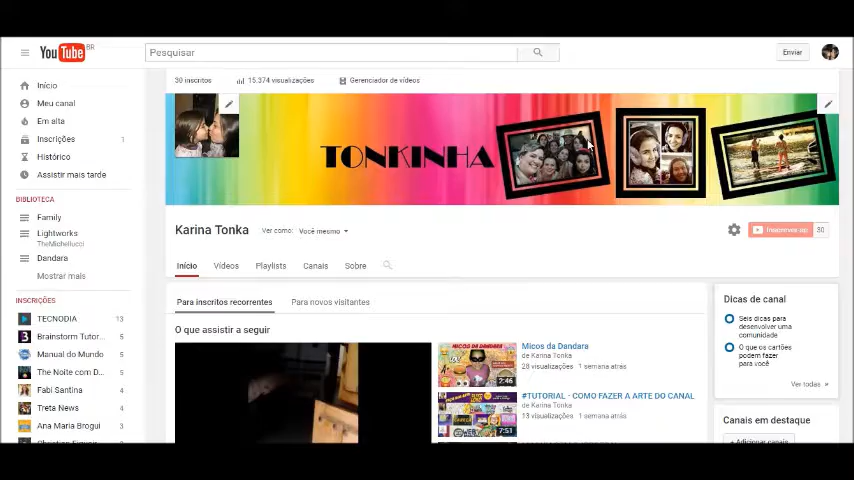 YouTube BR
Pesquisar
Enviar
30 inscritos
15.374 visualizações
Gerenciador de vídeos
Início
Meu canal
Em alta
Inscrições 1
Histórico
Assistir mais tarde
BIBLIOTECA
Family
Lightworks
TheMichellucci
Dandara
Mostrar mais
INSCRIÇÕES
TECNODIA 13
Brainstorm Tutor... 5
Manual do Mundo 5
The Noite com D... 5
Fabi Santina 4
Treta News 4
Ana Maria Brogui 4
TONKINHA
Karina Tonka
Ver como: Você mesmo
Inscrever-se 30
Início Vídeos Playlists Canais Sobre
Para inscritos recorrentes
Para novos visitantes
O que assistir a seguir
Micos da Dandara
de Karina Tonka
28 visualizações 1 semana atrás
2:46
#TUTORIAL - COMO FAZER A ARTE DO CANAL
de Karina Tonka
13 visualizações 1 semana atrás
7:51
Dicas de canal
Seis dicas para
desenvolver uma
comunidade
O que os cartões
podem fazer
para você
Ver todas »
Canais em destaque
+ Adicionar canais